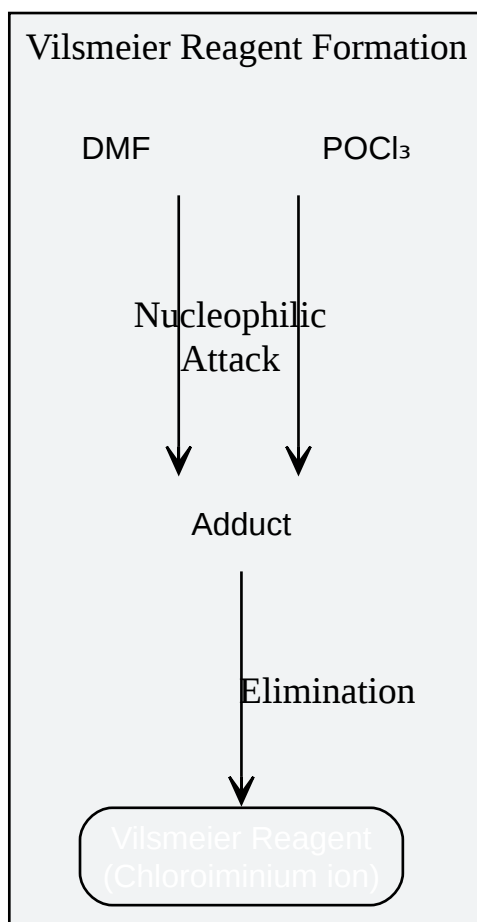 Vilsmeier Reagent Formation
DMF
POCl₃
Nucleophilic
Attack
Adduct
Elimination
Vilsmeier Reagent
(Chloroiminium ion)